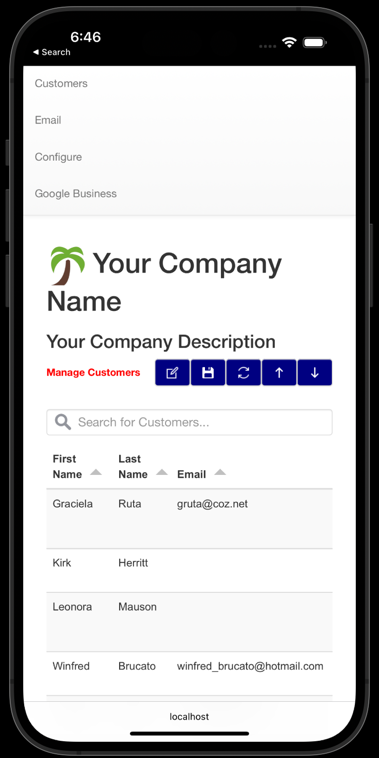 6:46
Search
Customers
Email
Configure
Google Business
Your Company
Name
Your Company Description
Manage Customers
Search for Customers...
First Name Last Name Email
Graciela Ruta gruta@coz.net
Kirk Herritt
Leonora Mauson
Winfred Brucato winfred_brucato@hotmail.com
localhost